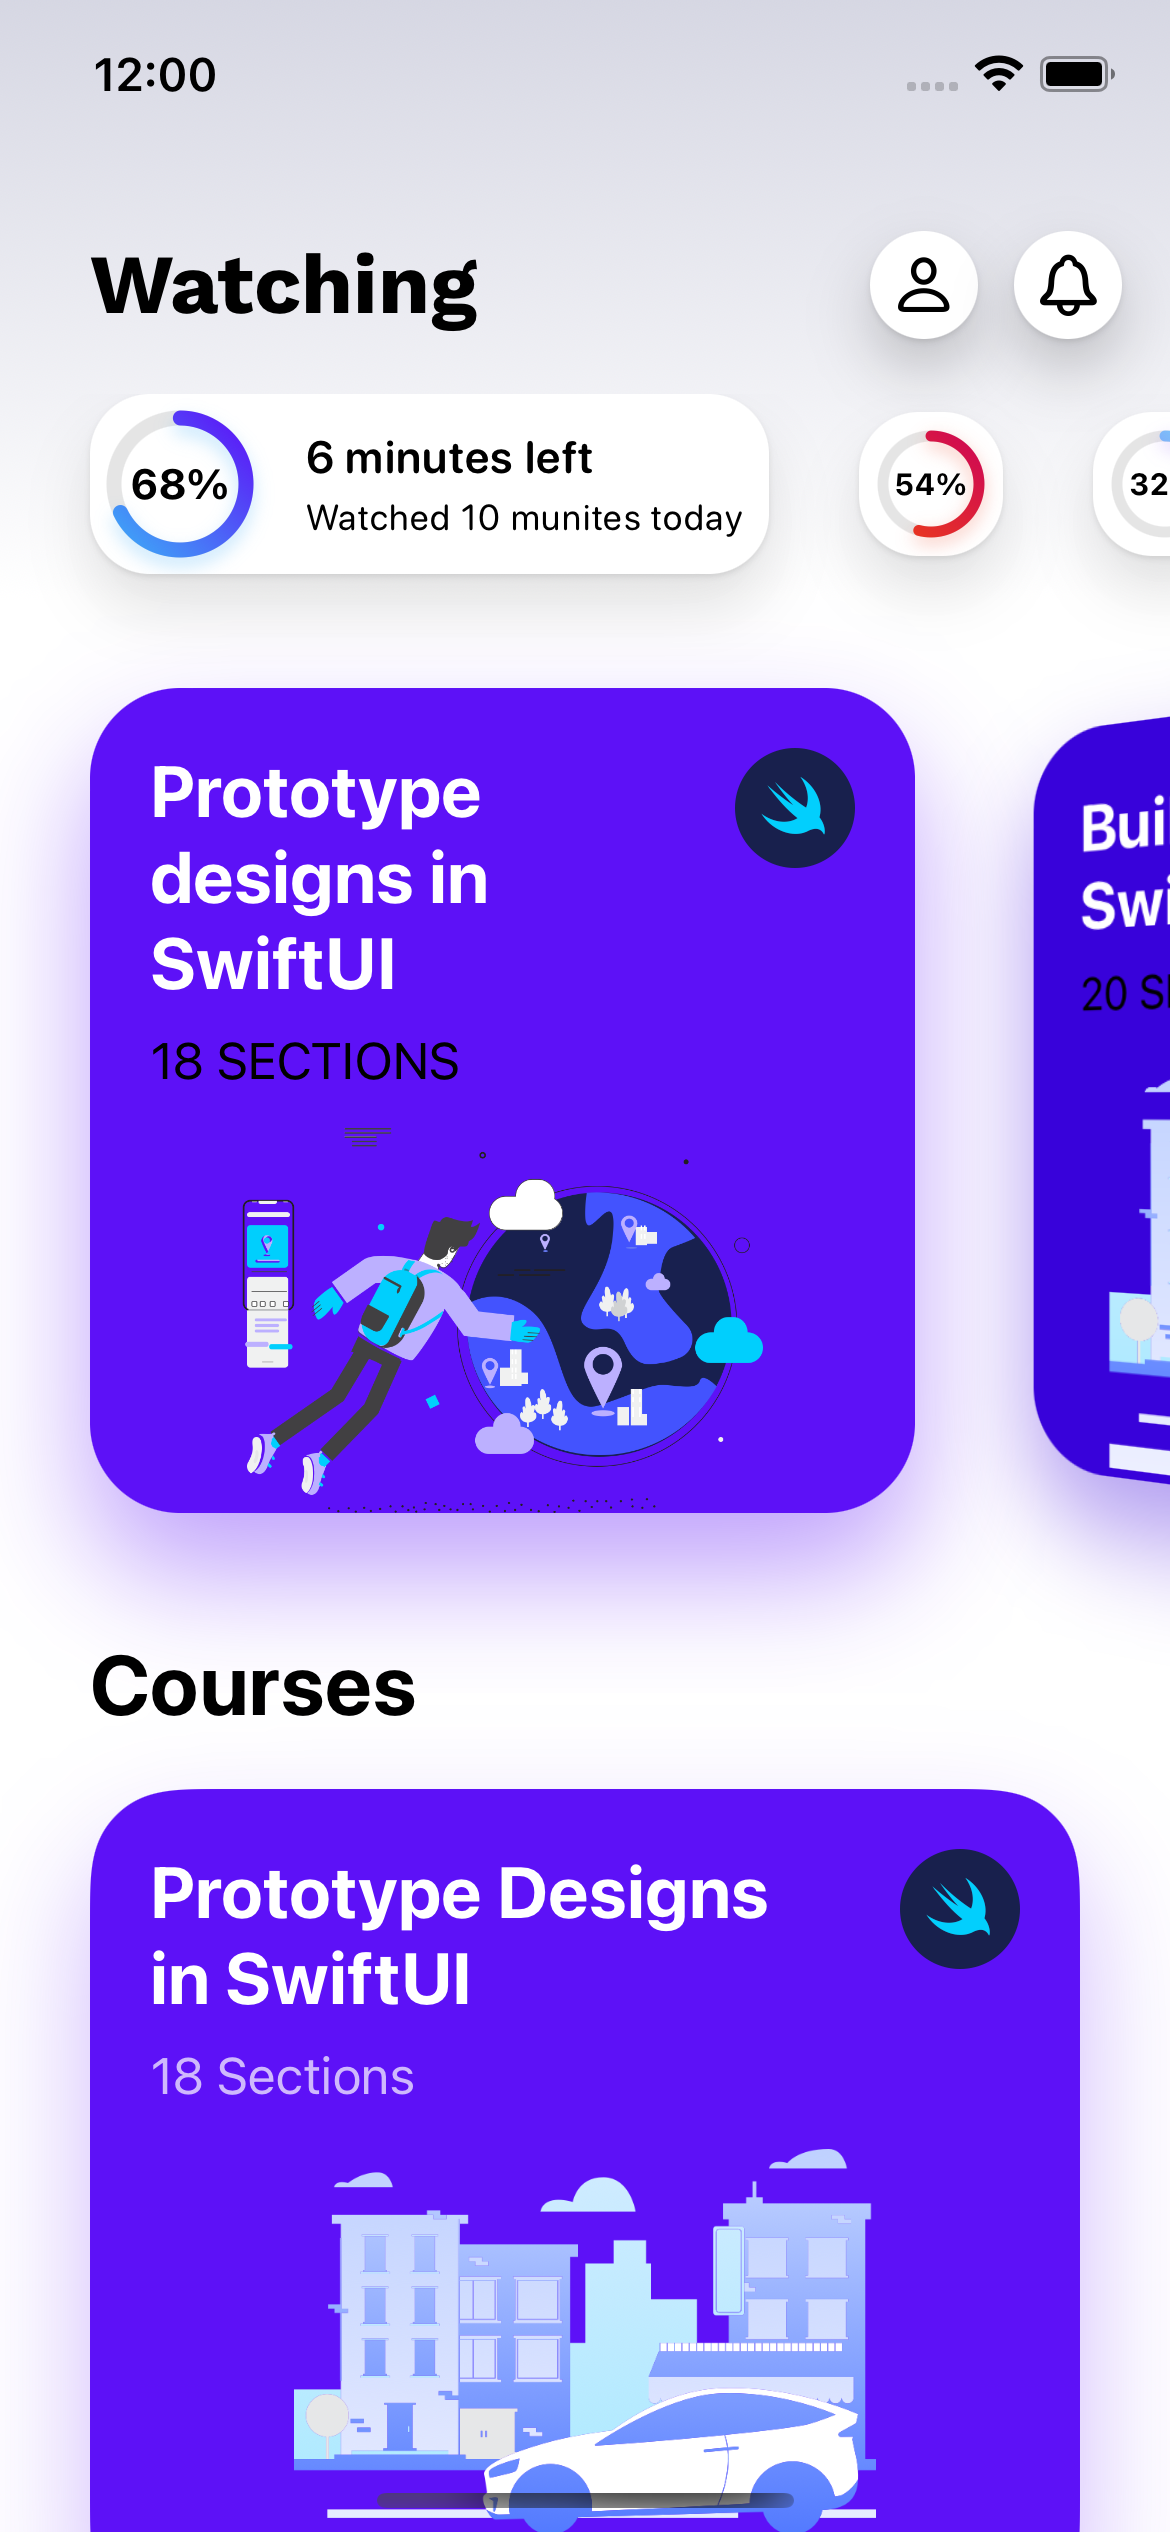 12:00
Watching
68%
6 minutes left
Watched 10 munites today
54%
32
Prototype
designs in
SwiftUI
18 SECTIONS
Bui
Swi
20 S
Courses
Prototype Designs
in SwiftUI
18 Sections